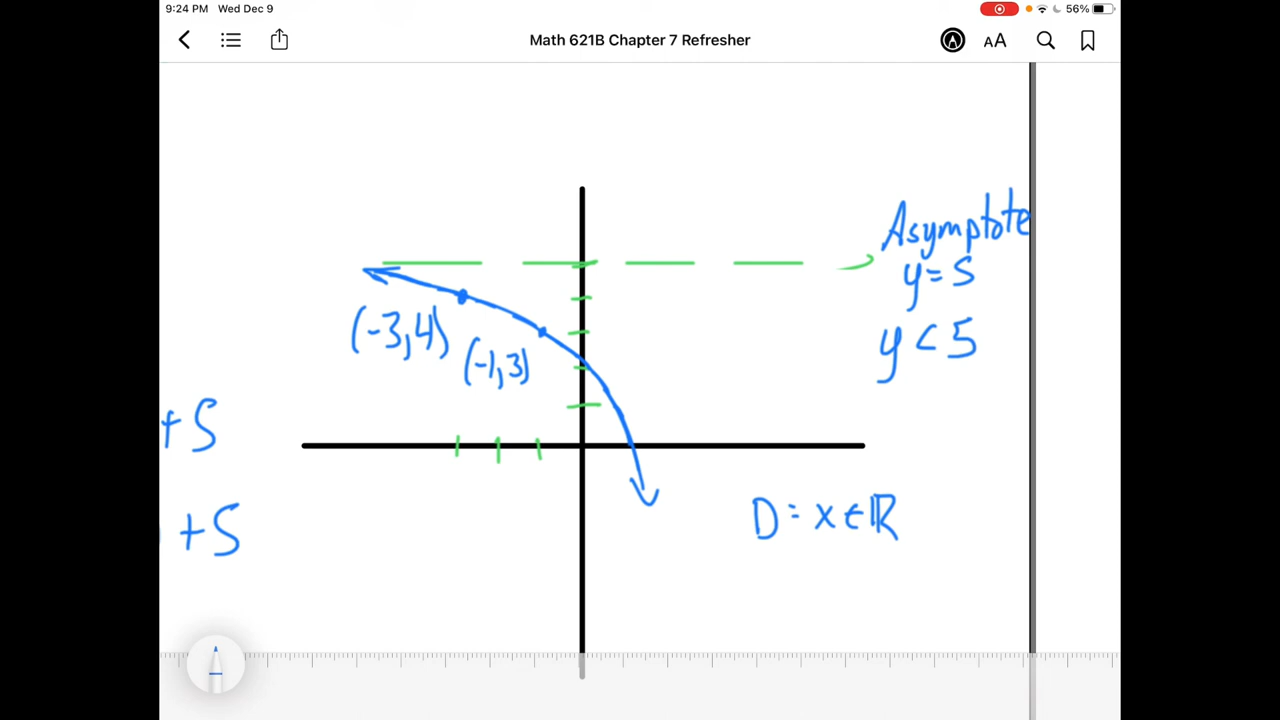 9:24 PM Wed Dec 9
56%
Math 621B Chapter 7 Refresher
AA
Asymptote
y = 5
y < 5
(-3,4)
(-1,3)
+5
+5
D = x ∈ ℝ